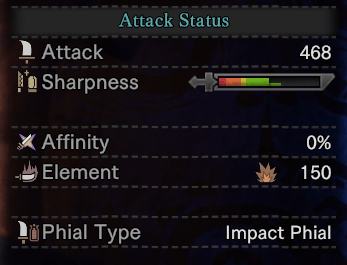 Attack Status
Attack 468
Sharpness
Affinity 0%
Element 150
Phial Type Impact Phial